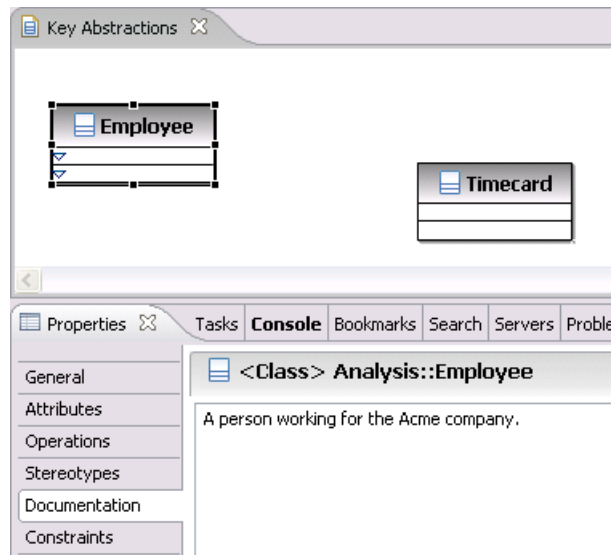 Key Abstractions
Employee
Timecard
Properties
Tasks Console Bookmarks Search Servers
General
Attributes
Operations
Stereotypes
Documentation
Constraints
<Class> Analysis::Employee
A person working for the Acme company.